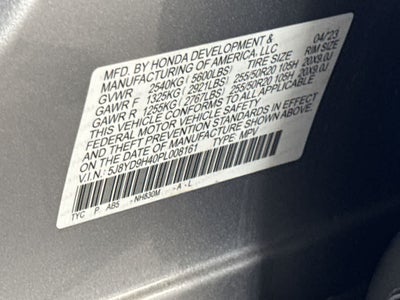 MFD. BY HONDA DEVELOPMENT & 04/23
MANUFACTURING OF AMERICA, LLC
TIRE SIZE RIM SIZE
GVWR 2540KG ( 5600LBS )
GAWR F 1325KG ( 2921LBS ) 255/50R20 105H 20X9.0J
GAWR R 1255KG ( 2767LBS ) 255/50R20 105H 20X9.0J
THIS VEHICLE CONFORMS TO ALL APPLICABLE
FEDERAL MOTOR VEHICLE SAFETY STANDARDS IN EFFECT
ON THE DATE OF MANUFACTURE SHOWN ABOVE.
V.I.N.: 5J8YD9H40PL008161 TYPE: MPV
TYC P AB5 - NH830M - A - L